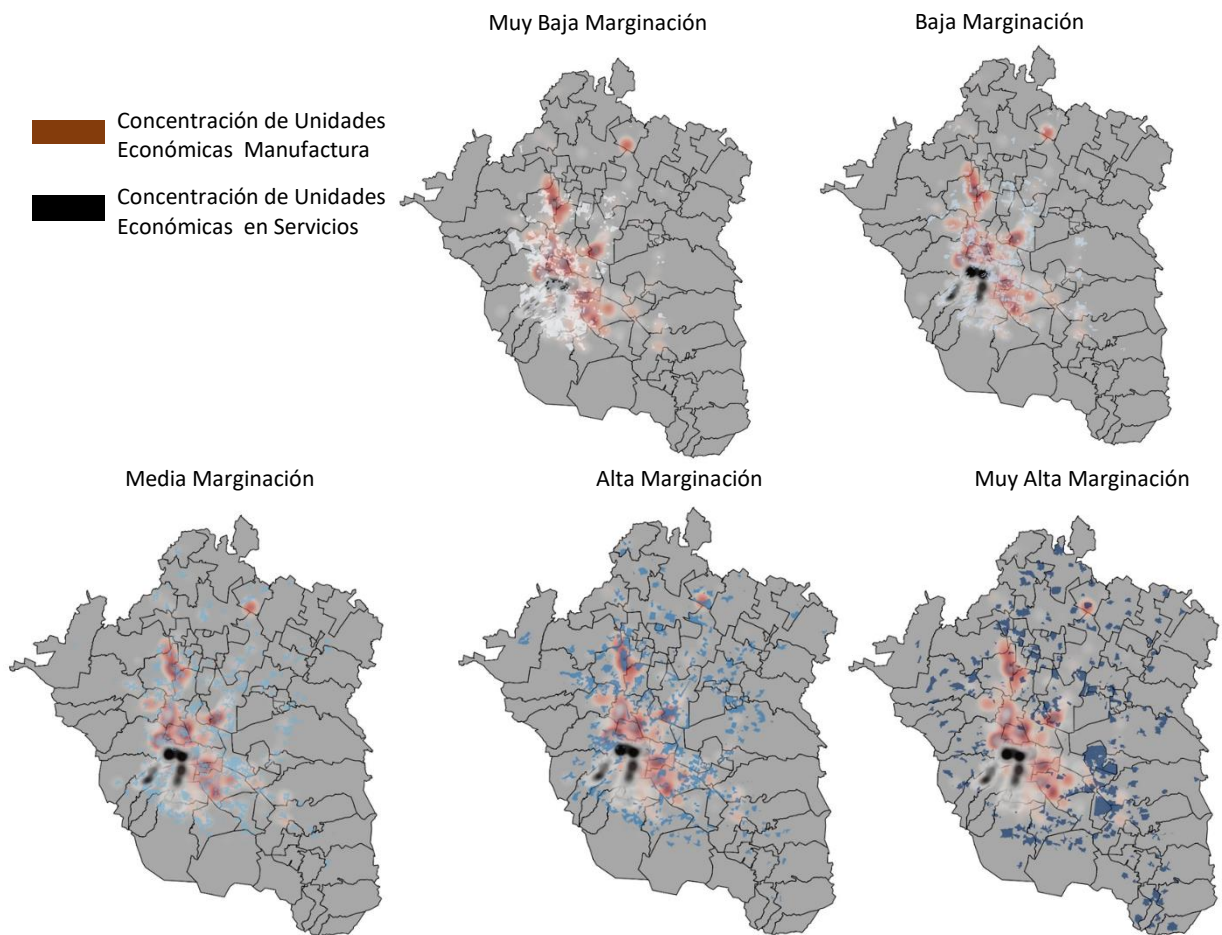 Muy Baja Marginación
Baja Marginación
Concentración de Unidades
Económicas  Manufactura
Concentración de Unidades
Económicas  en Servicios
Media Marginación
Alta Marginación
Muy Alta Marginación